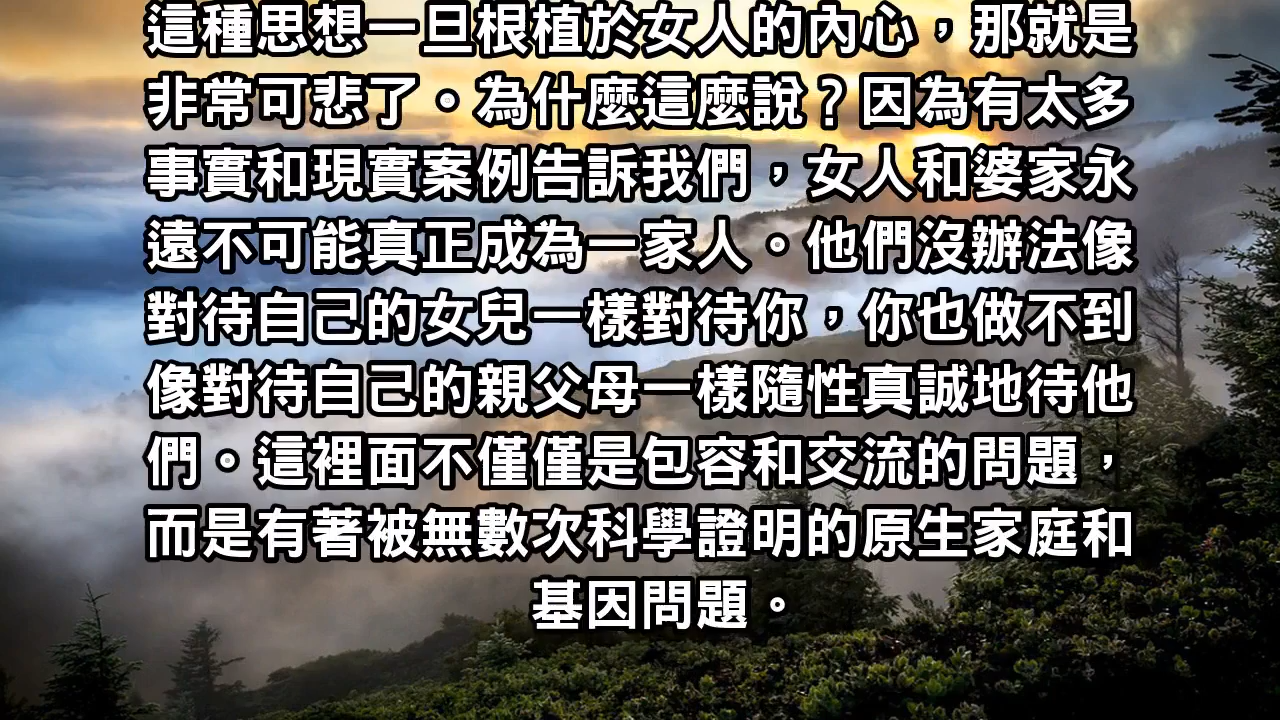 這種思想一旦根植於女人的內心，那就是
非常可悲了。為什麼這麼說？因為有太多
事實和現實案例告訴我們，女人和婆家永
遠不可能真正成為一家人。他們沒辦法像
對待自己的女兒一樣對待你，你也做不到
像對待自己的親父母一樣隨性真誠地待他
們。這裡面不僅僅是包容和交流的問題，
而是有著被無數次科學證明的原生家庭和
基因問題。